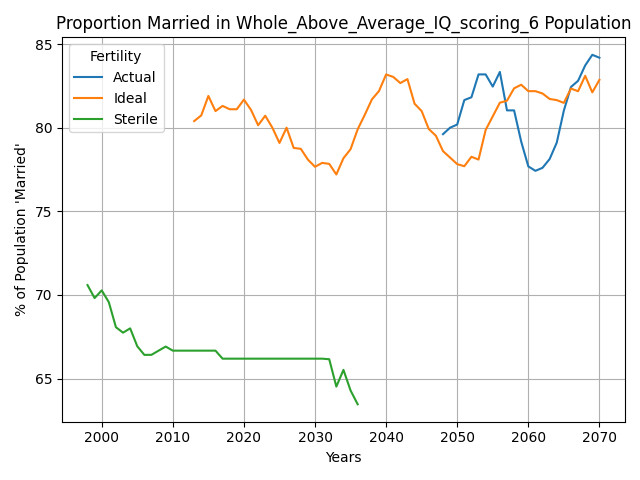 Proportion Married in Whole_Above_Average_IQ_scoring_6 Population
85
80
75
70
65
% of Population 'Married'
Fertility
Actual
Ideal
Sterile
2000 2010 2020 2030 2040 2050 2060 2070
Years